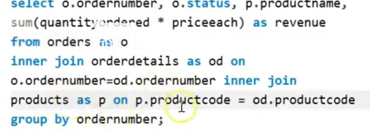 select o.ordernumber, o.status, p.productname,
sum(quantityordered * priceeach) as revenue
from orders as o
inner join orderdetails as od on
o.ordernumber=od.ordernumber inner join
products as p on p.productcode = od.productcode
group by ordernumber;